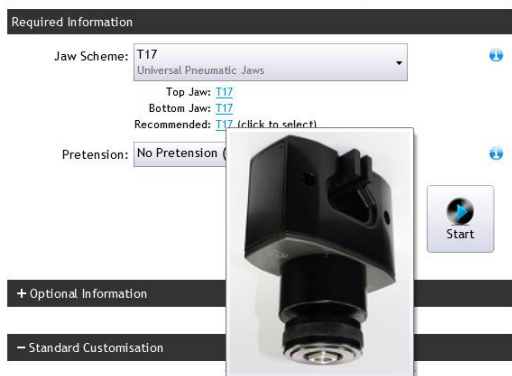 Required Information
Jaw Scheme: T17
Universal Pneumatic Jaws
Top Jaw: T17
Bottom Jaw: T17
Recommended: T17 (click to select)
Pretension: No Pretension (
Start
+ Optional Information
− Standard Customisation